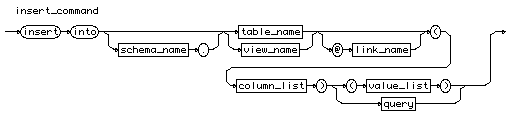 insert_command
insert into table_name (
schema_name . view_name @ link_name
column_list ) ( value_list )
query